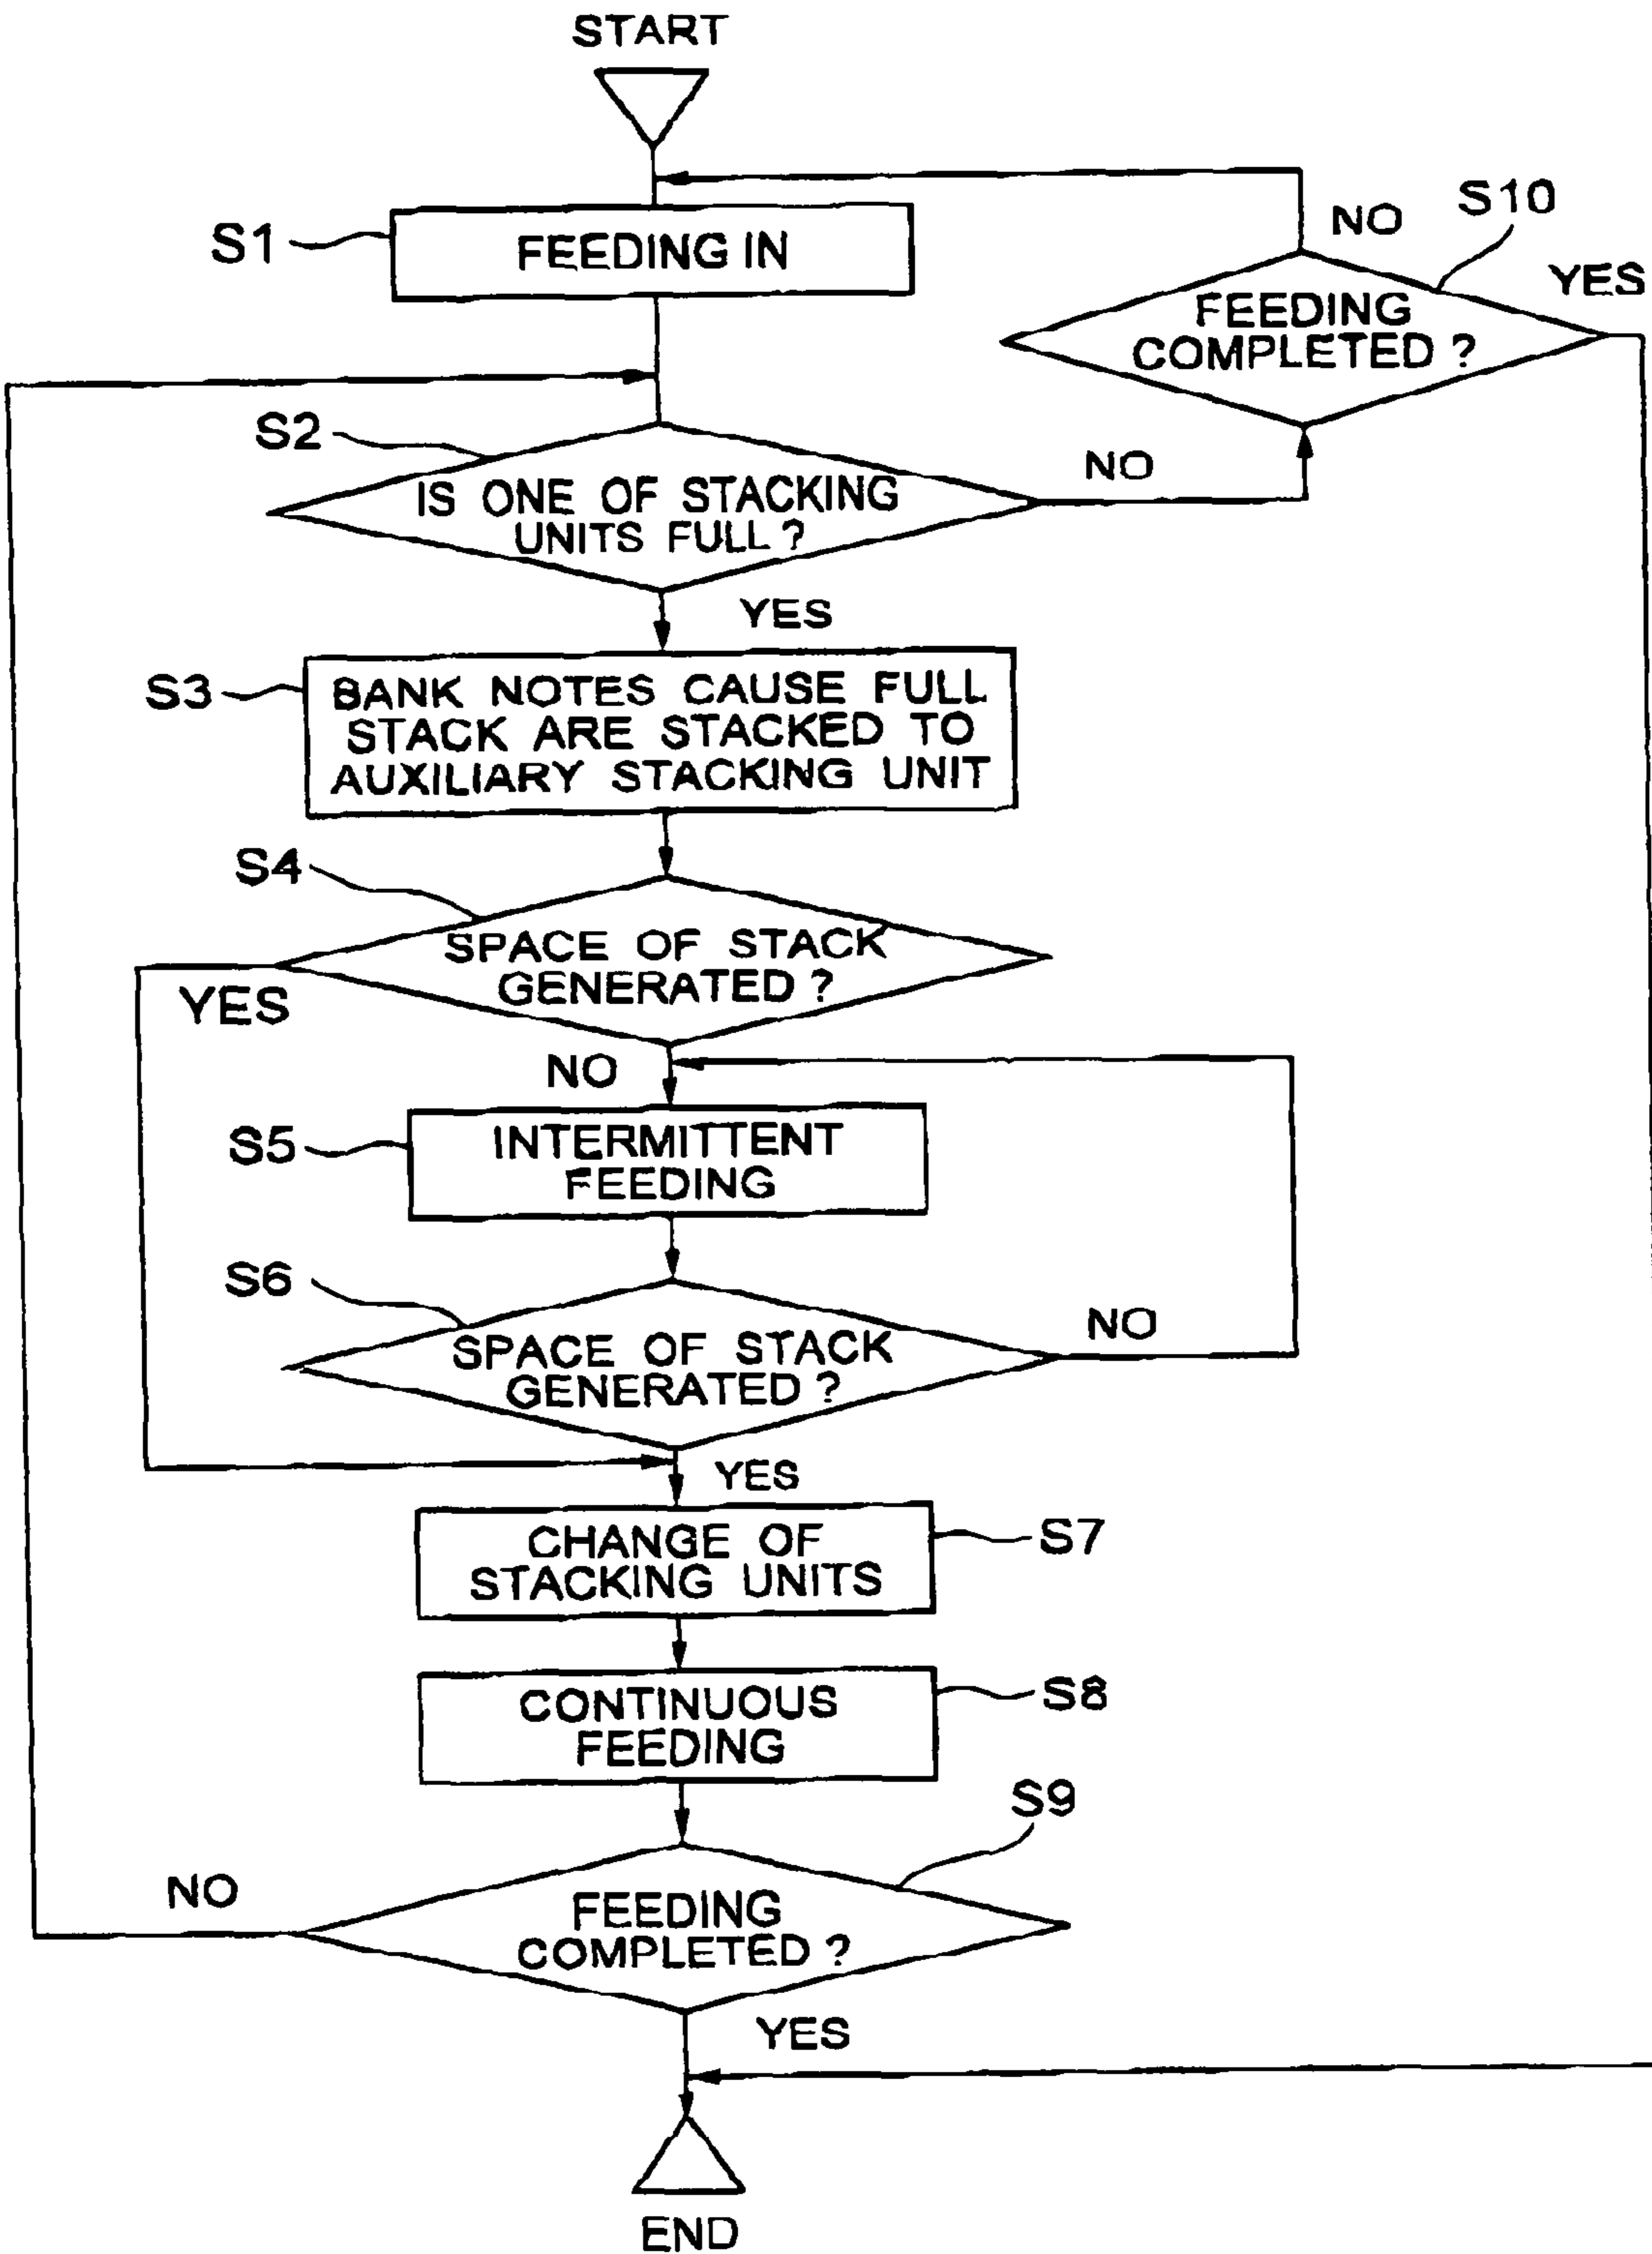 START
S1
FEEDING IN
NO
S10
YES
FEEDING
COMPLETED ?
S2
IS ONE OF STACKING
UNITS FULL ?
NO
YES
S3
BANK NOTES CAUSE FULL
STACK ARE STACKED TO
AUXILIARY STACKING UNIT
S4
SPACE OF STACK
GENERATED ?
YES
NO
S5
INTERMITTENT
FEEDING
S6
SPACE OF STACK
GENERATED ?
NO
YES
CHANGE OF
STACKING UNITS
S7
CONTINUOUS
FEEDING
S8
S9
NO
FEEDING
COMPLETED ?
YES
END